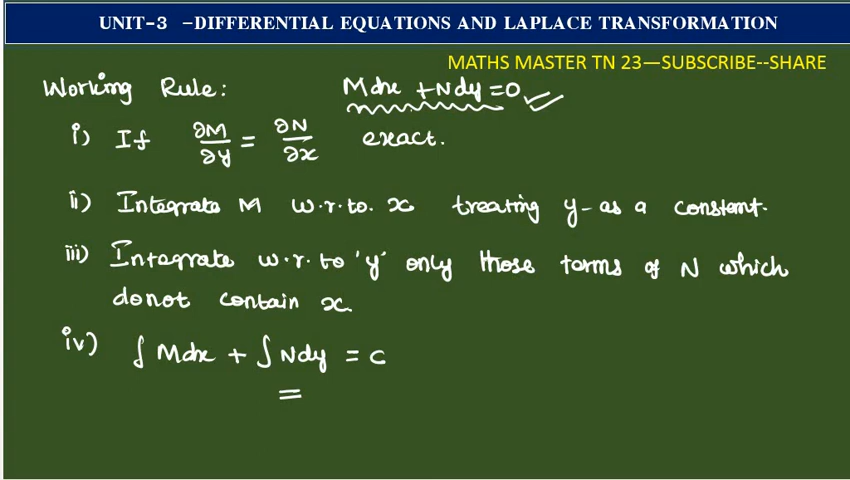 UNIT-3 –DIFFERENTIAL EQUATIONS AND LAPLACE TRANSFORMATION
MATHS MASTER TN 23—SUBSCRIBE--SHARE
Working Rule: Mdx + Ndy = 0
i) If ∂M/∂y = ∂N/∂x exact.
ii) Integrate M w.r.to. x treating y-as a constant.
iii) Integrate w.r.to 'y' only those terms of N which
do not contain x.
iv) ∫ Mdx + ∫ Ndy = c